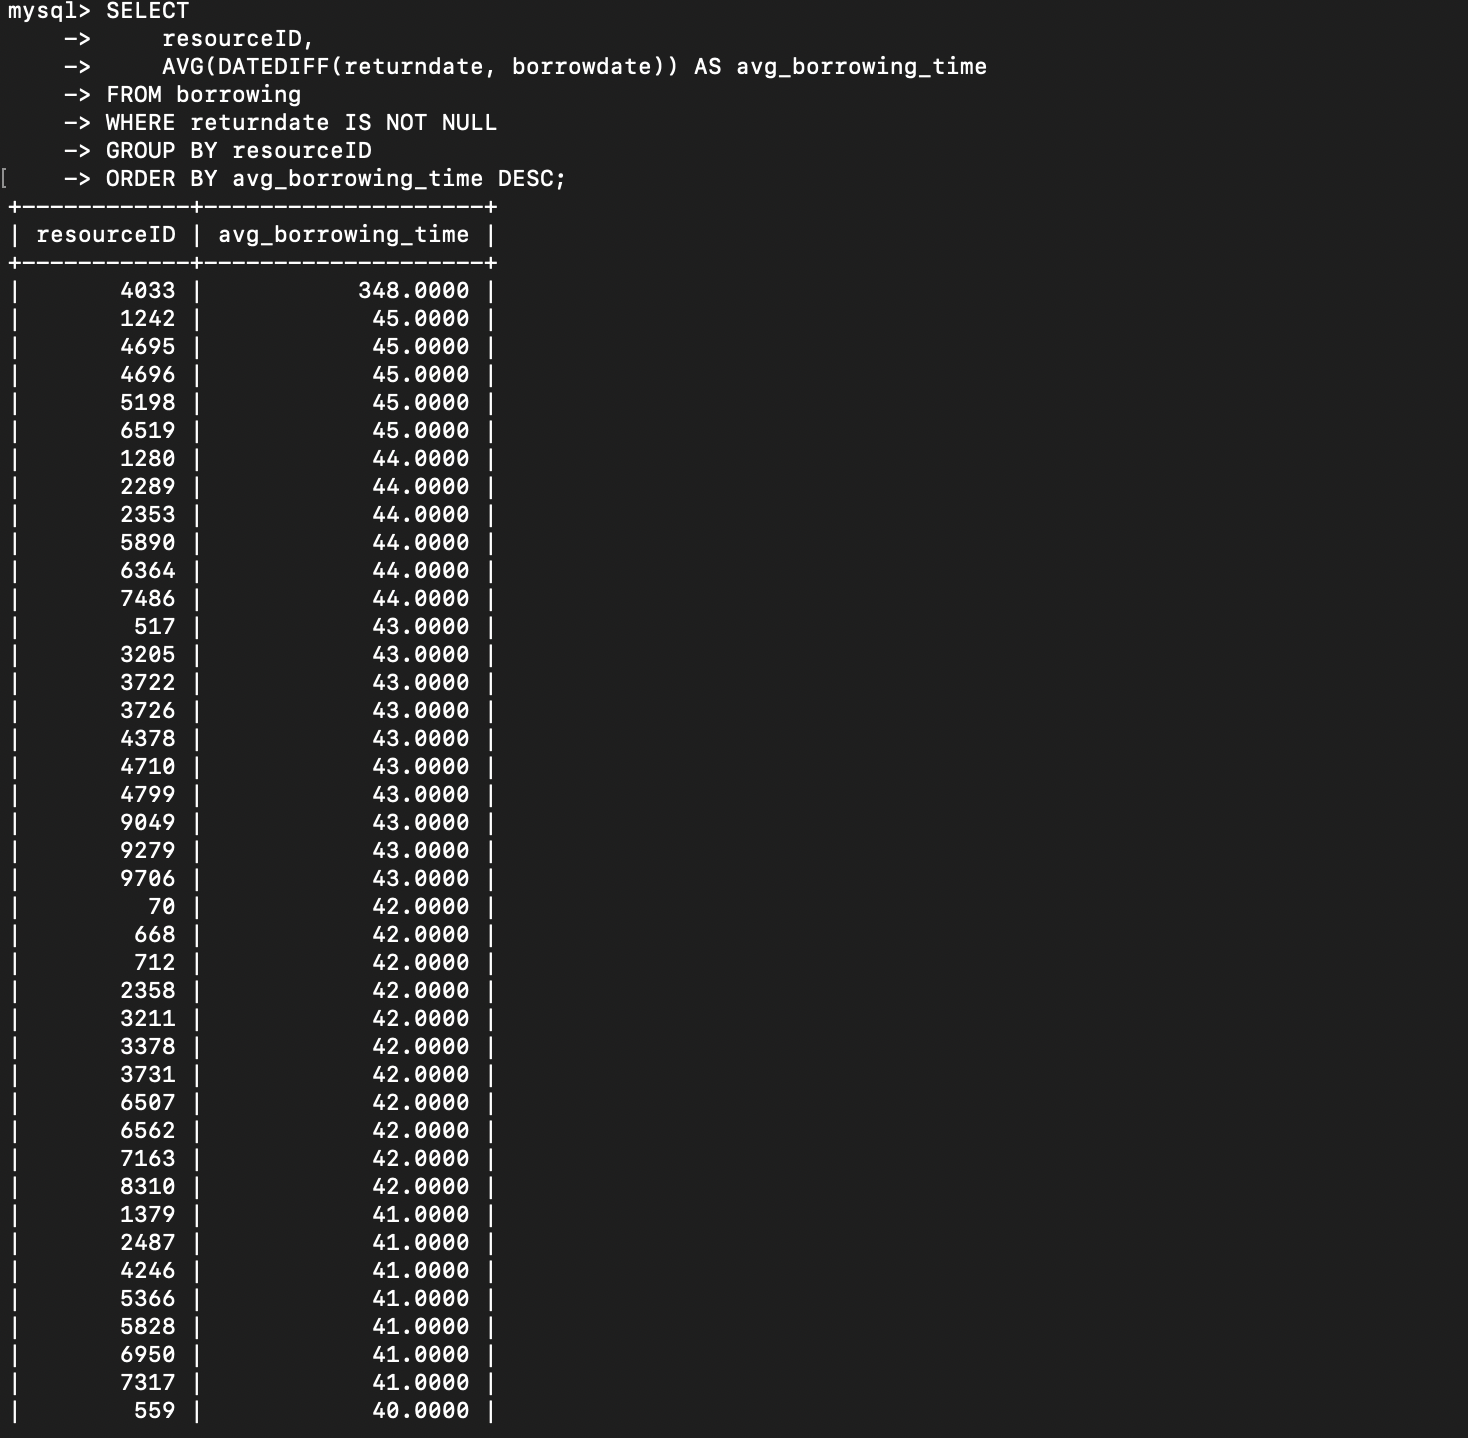 mysql> SELECT
    ->     resourceID,
    ->     AVG(DATEDIFF(returndate, borrowdate)) AS avg_borrowing_time
    -> FROM borrowing
    -> WHERE returndate IS NOT NULL
    -> GROUP BY resourceID
[    -> ORDER BY avg_borrowing_time DESC;
+------------+--------------------+
| resourceID | avg_borrowing_time |
+------------+--------------------+
|       4033 |           348.0000 |
|       1242 |            45.0000 |
|       4695 |            45.0000 |
|       4696 |            45.0000 |
|       5198 |            45.0000 |
|       6519 |            45.0000 |
|       1280 |            44.0000 |
|       2289 |            44.0000 |
|       2353 |            44.0000 |
|       5890 |            44.0000 |
|       6364 |            44.0000 |
|       7486 |            44.0000 |
|        517 |            43.0000 |
|       3205 |            43.0000 |
|       3722 |            43.0000 |
|       3726 |            43.0000 |
|       4378 |            43.0000 |
|       4710 |            43.0000 |
|       4799 |            43.0000 |
|       9049 |            43.0000 |
|       9279 |            43.0000 |
|       9706 |            43.0000 |
|         70 |            42.0000 |
|        668 |            42.0000 |
|        712 |            42.0000 |
|       2358 |            42.0000 |
|       3211 |            42.0000 |
|       3378 |            42.0000 |
|       3731 |            42.0000 |
|       6507 |            42.0000 |
|       6562 |            42.0000 |
|       7163 |            42.0000 |
|       8310 |            42.0000 |
|       1379 |            41.0000 |
|       2487 |            41.0000 |
|       4246 |            41.0000 |
|       5366 |            41.0000 |
|       5828 |            41.0000 |
|       6950 |            41.0000 |
|       7317 |            41.0000 |
|        559 |            40.0000 |